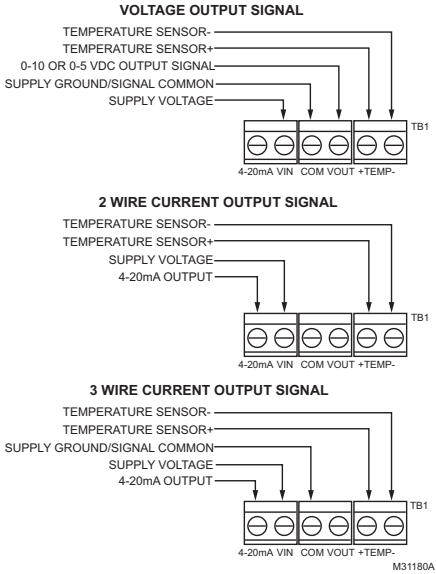 VOLTAGE OUTPUT SIGNAL
TEMPERATURE SENSOR-
TEMPERATURE SENSOR+
0-10 OR 0-5 VDC OUTPUT SIGNAL
SUPPLY GROUND/SIGNAL COMMON
SUPPLY VOLTAGE
TB1
4-20mA VIN COM VOUT +TEMP-
2 WIRE CURRENT OUTPUT SIGNAL
TEMPERATURE SENSOR-
TEMPERATURE SENSOR+
SUPPLY VOLTAGE
4-20mA OUTPUT
TB1
4-20mA VIN COM VOUT +TEMP-
3 WIRE CURRENT OUTPUT SIGNAL
TEMPERATURE SENSOR-
TEMPERATURE SENSOR+
SUPPLY GROUND/SIGNAL COMMON
SUPPLY VOLTAGE
4-20mA OUTPUT
TB1
4-20mA VIN COM VOUT +TEMP-
M31180A